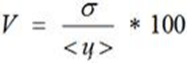 V = σ / <y> * 100